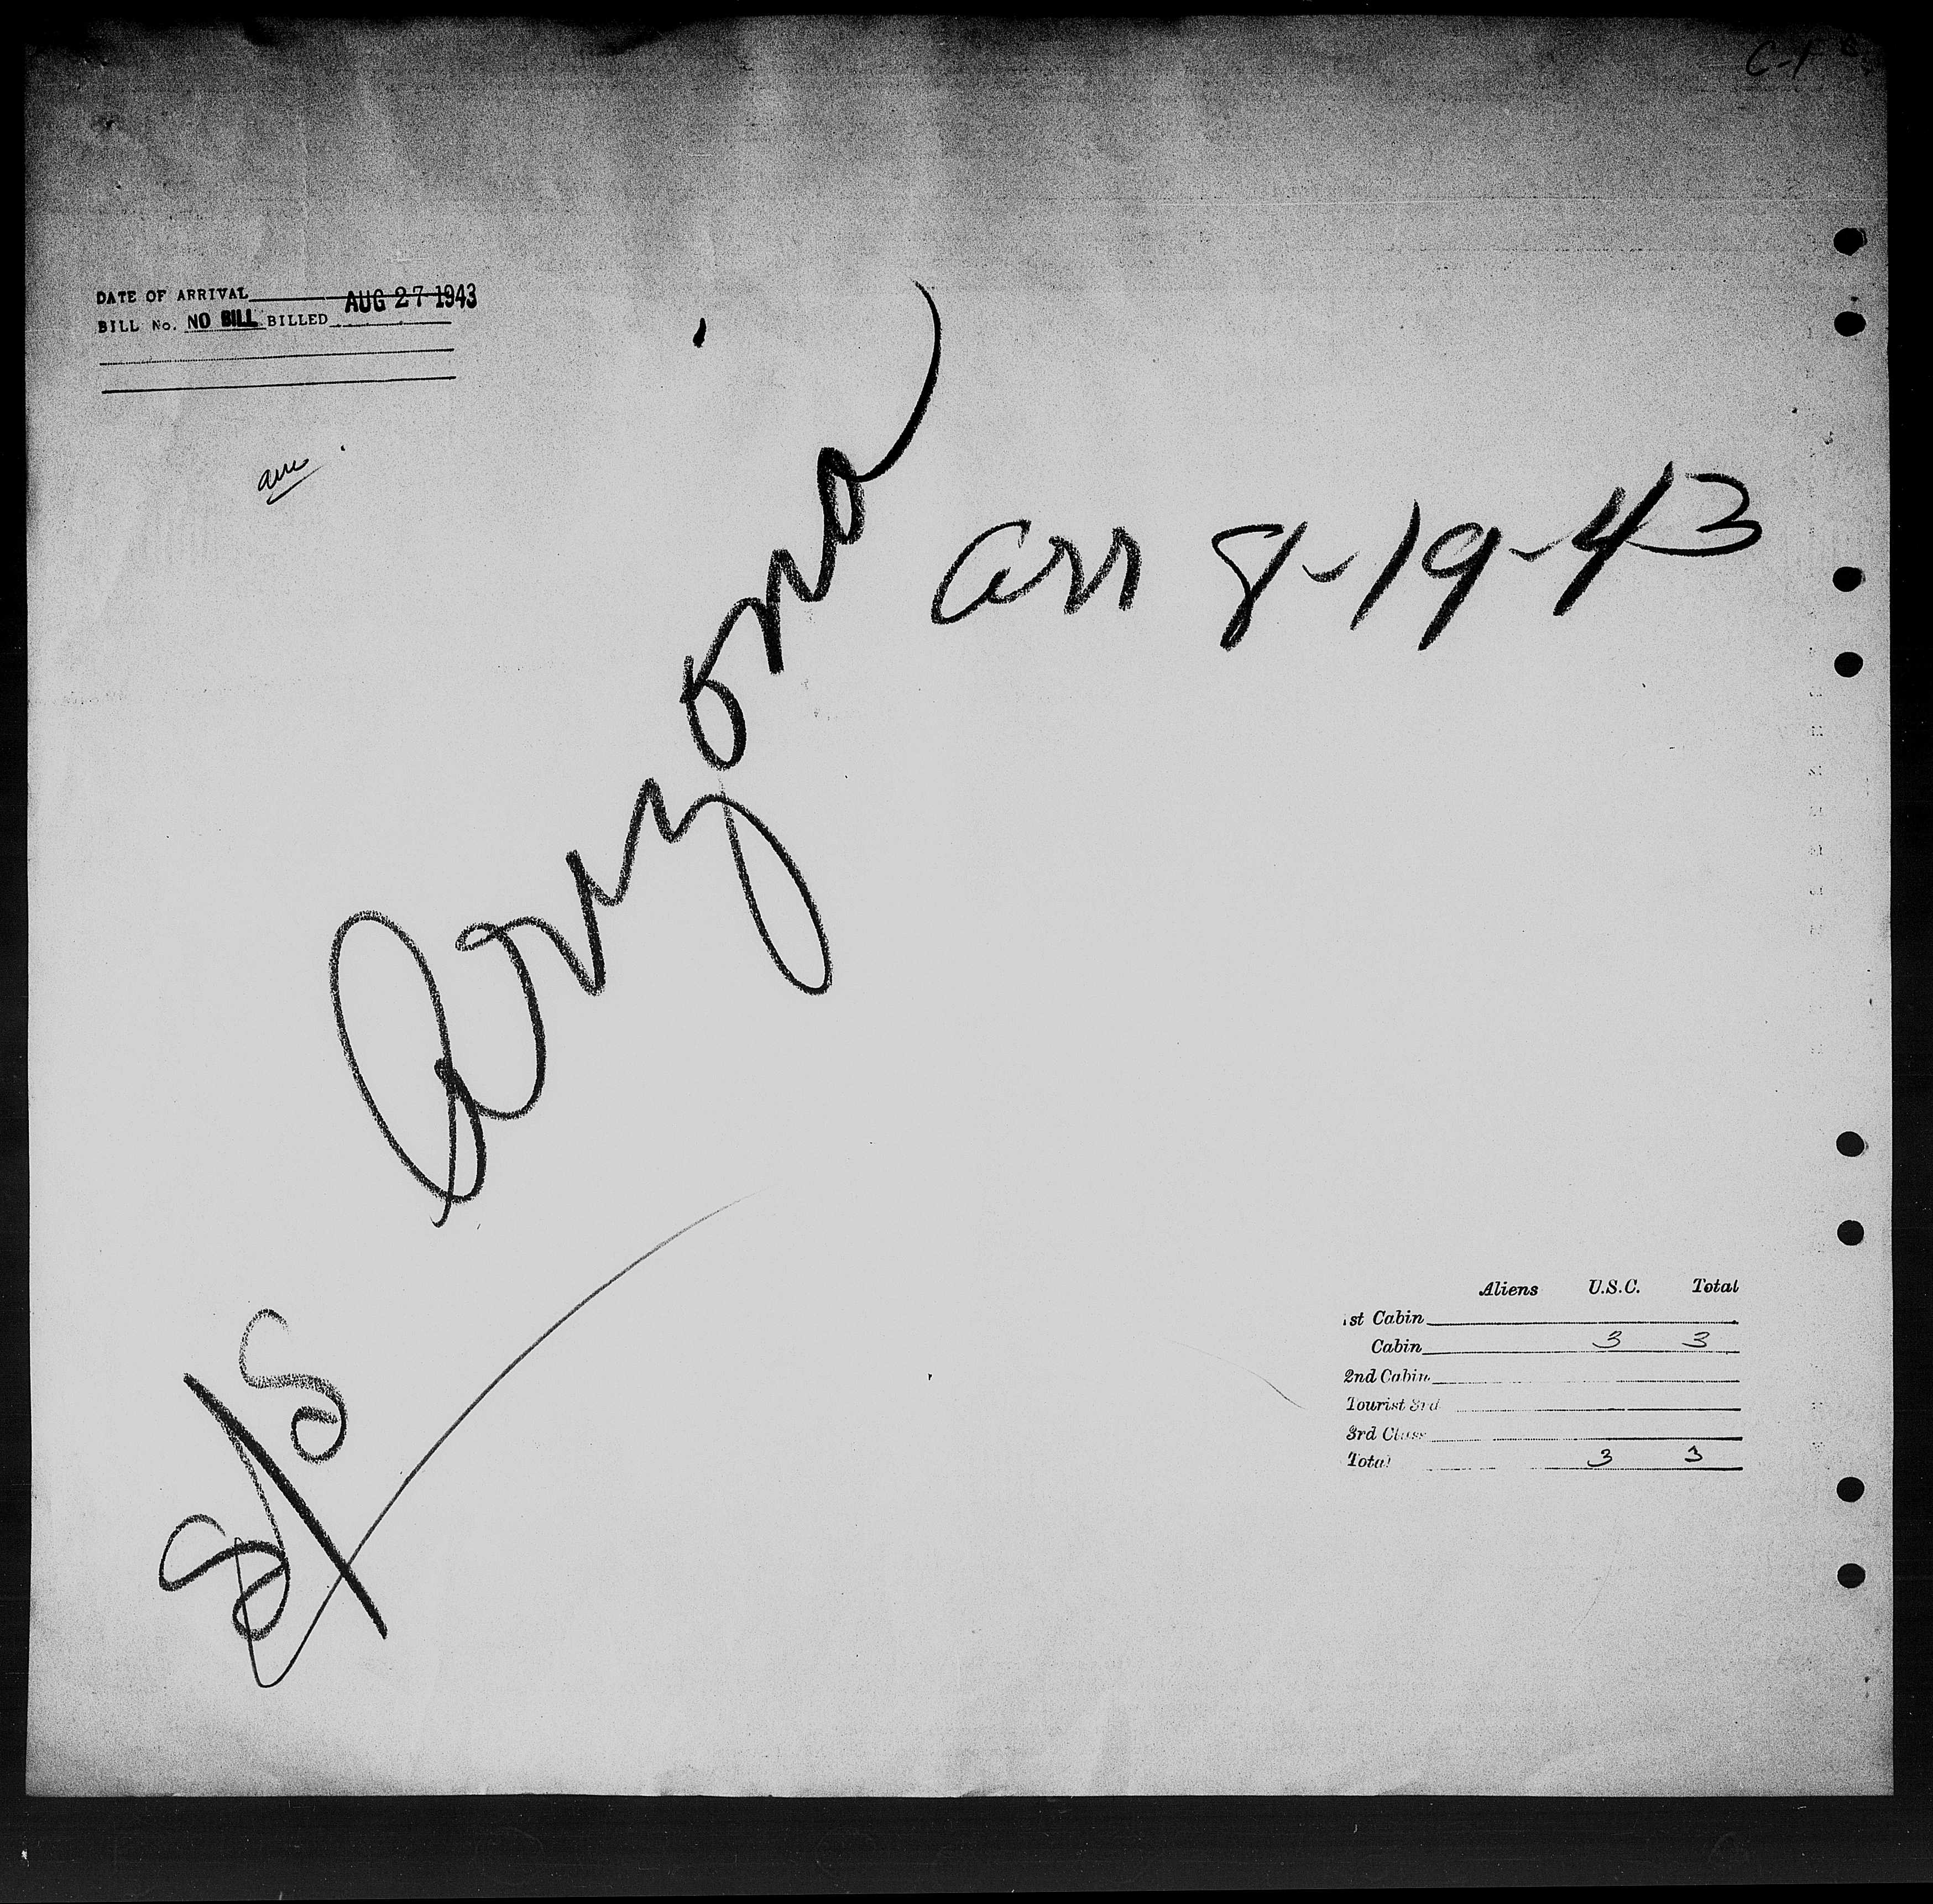 C-1
DATE OF ARRIVAL AUG 27 1943
BILL No. NO BILL BILLED
arr 8-19-43
S/S Arizona
Aliens U.S.C. Total
1st Cabin
Cabin 3 3
2nd Cabin
Tourist 3rd
3rd Class
Total 3 3